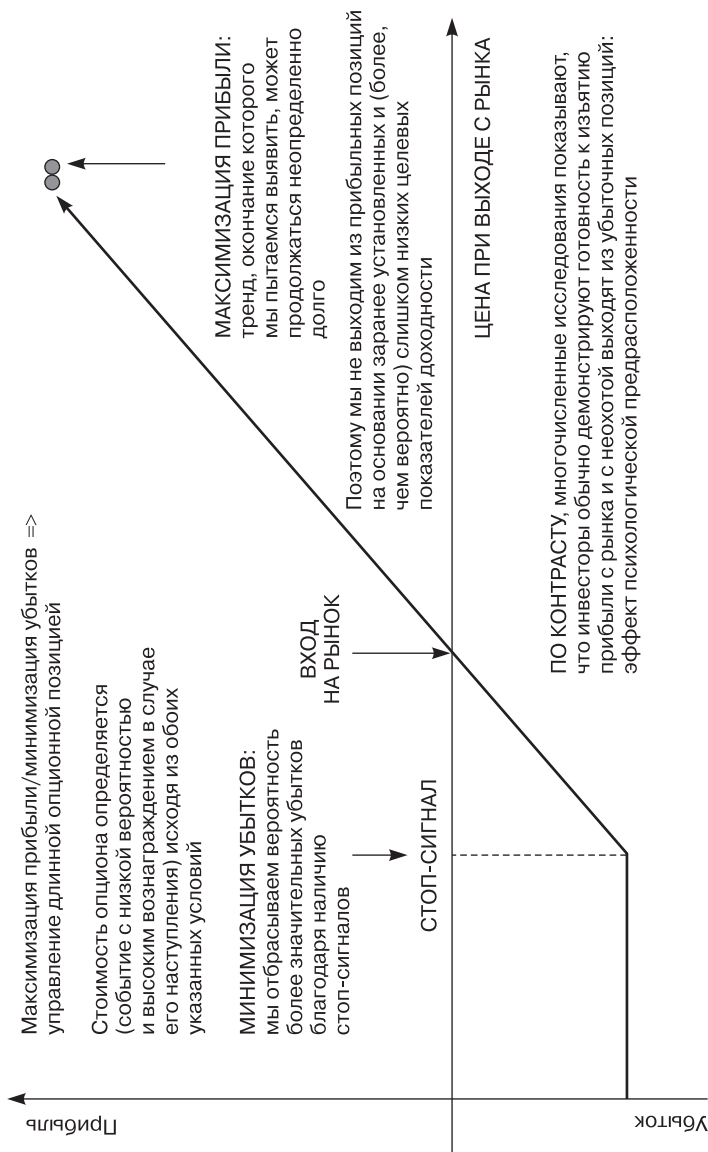 Максимизация прибыли/минимизация убытков =>
управление длинной опционной позицией
Стоимость опциона определяется
(событие с низкой вероятностью
и высоким вознаграждением в случае
его наступления) исходя из обоих
указанных условий
МИНИМИЗАЦИЯ УБЫТКОВ:
мы отбрасываем вероятность
более значительных убытков
благодаря наличию
стоп-сигналов
СТОП-СИГНАЛ
ВХОД
НА РЫНОК
МАКСИМИЗАЦИЯ ПРИБЫЛИ:
тренд, окончание которого
мы пытаемся выявить, может
продолжаться неопределенно
долго
Поэтому мы не выходим из прибыльных позиций
на основании заранее установленных и (более,
чем вероятно) слишком низких целевых
показателей доходности
ЦЕНА ПРИ ВЫХОДЕ С РЫНКА
ПО КОНТРАСТУ, многочисленные исследования показывают,
что инвесторы обычно демонстрируют готовность к изъятию
прибыли с рынка и с неохотой выходят из убыточных позиций:
эффект психологической предрасположенности
Прибыль
Убыток